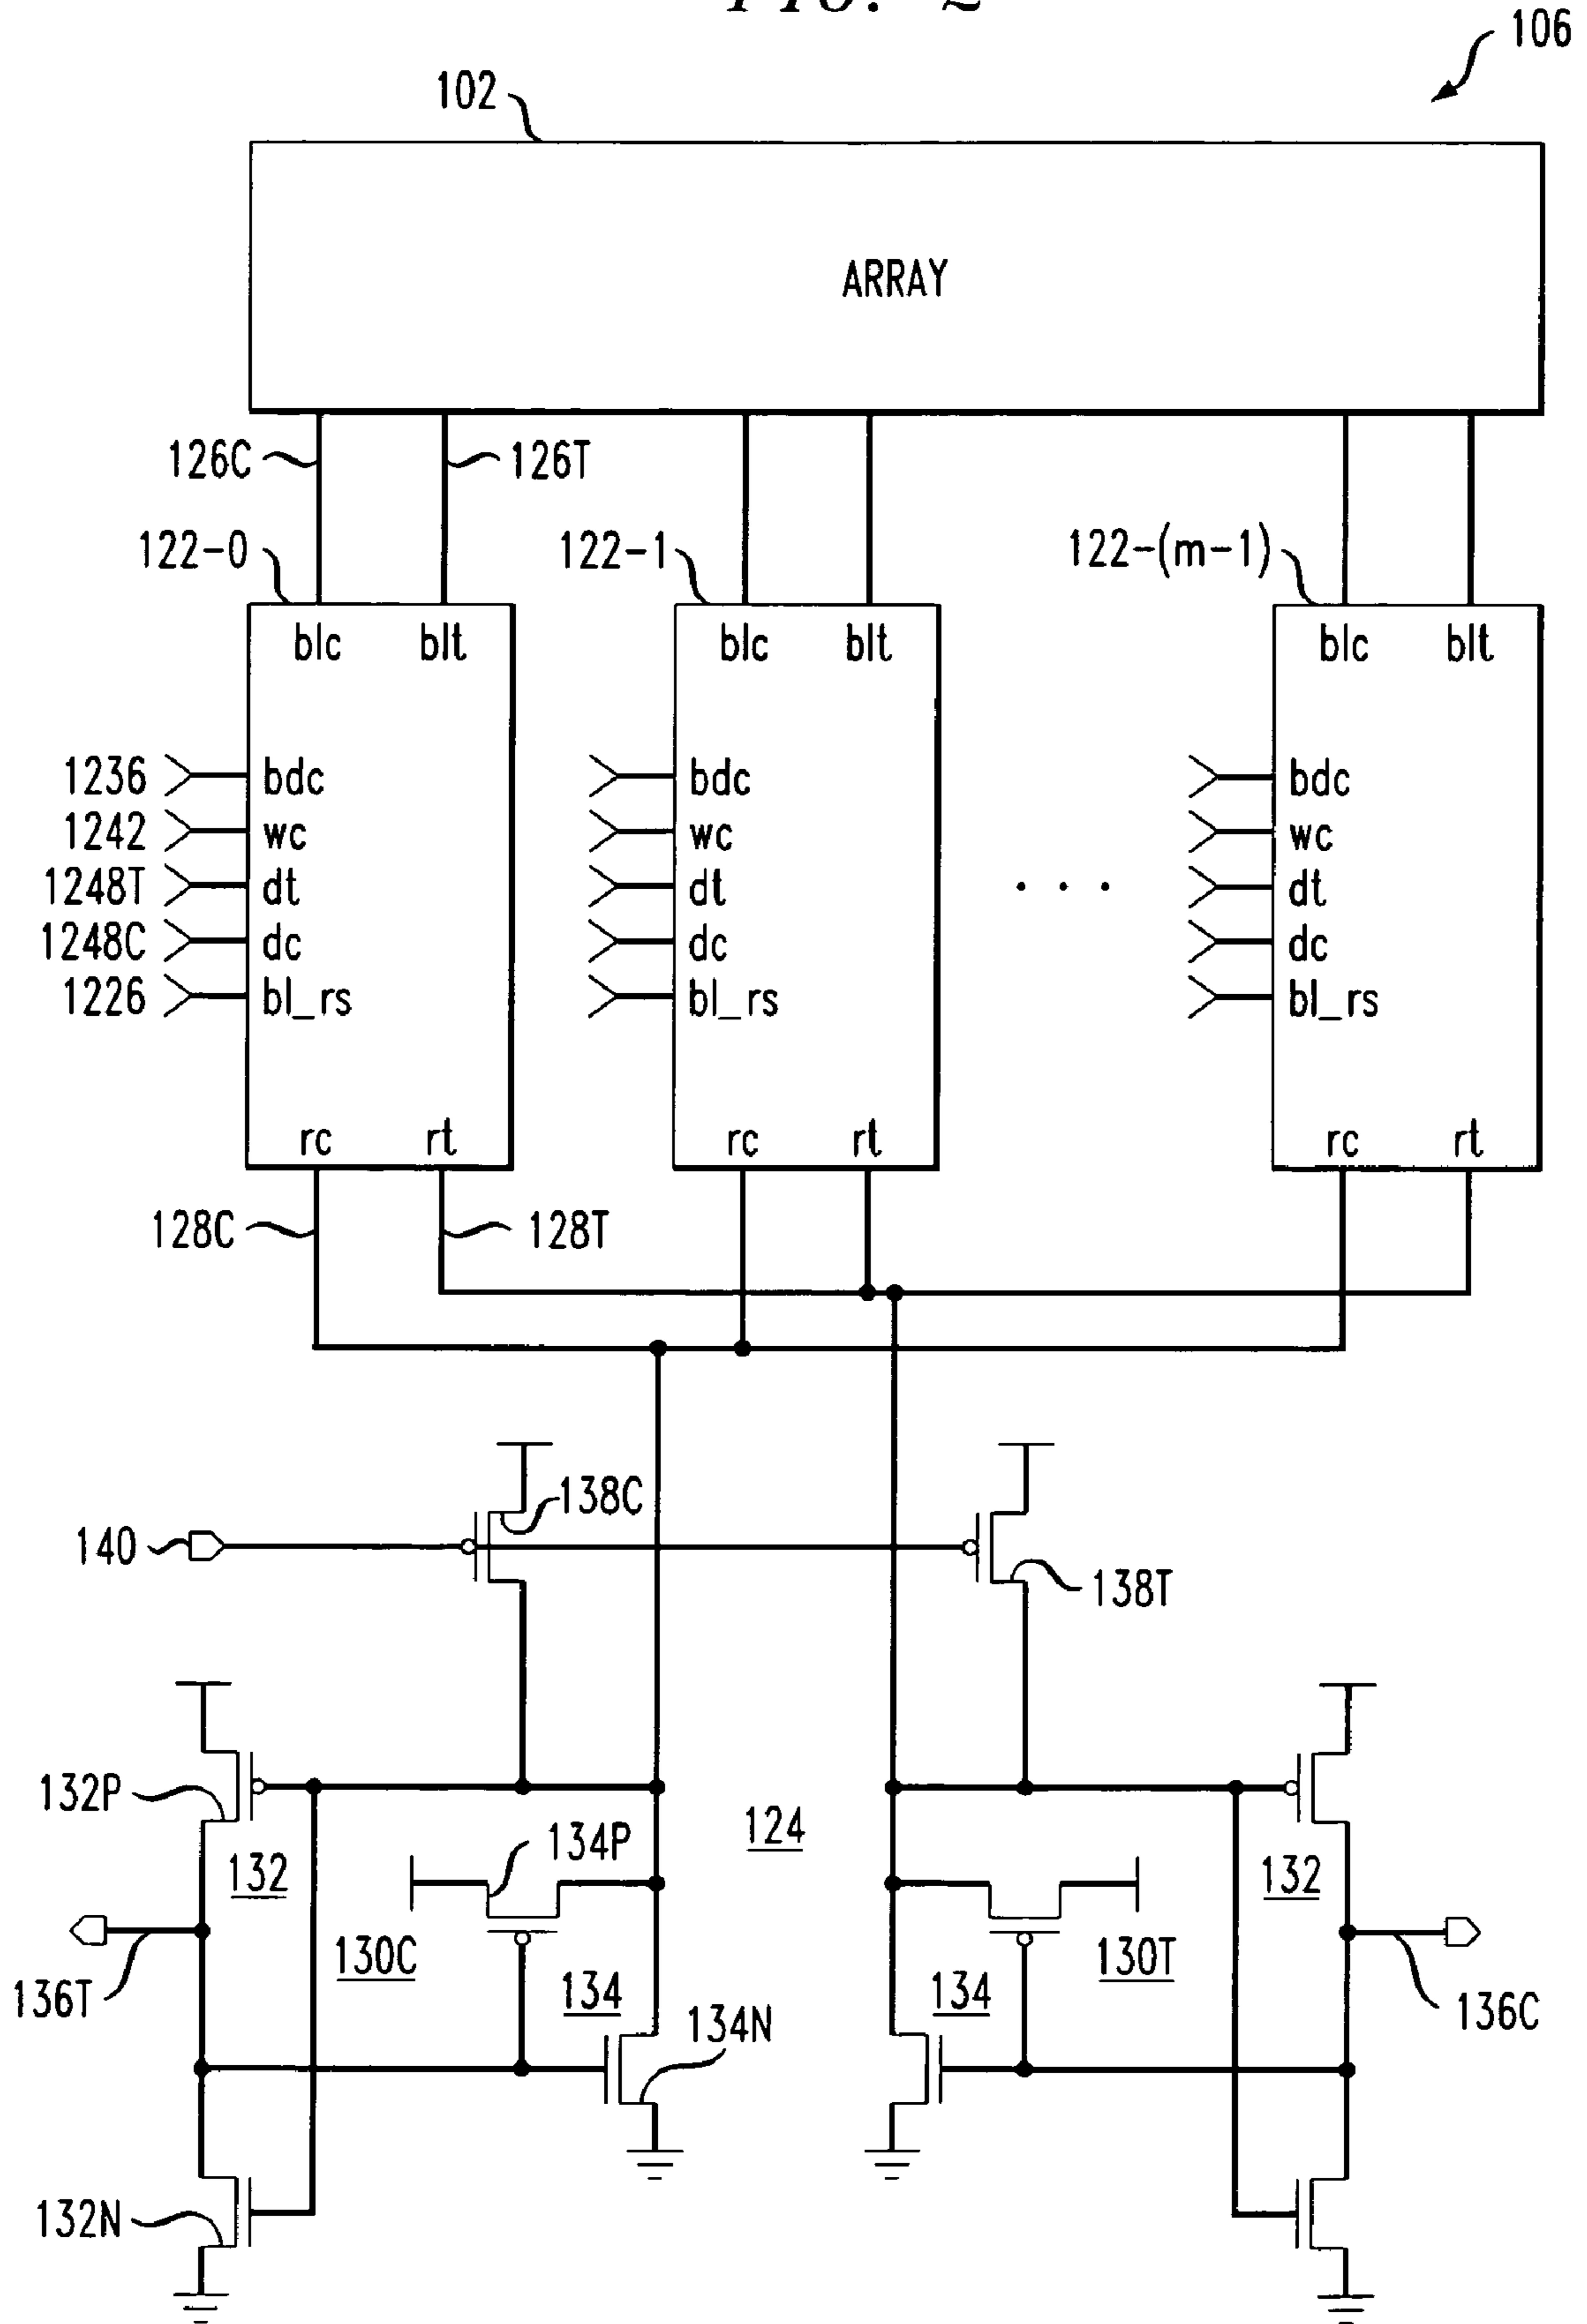 FIG. 2
106
102
ARRAY
126C 126T
122-0 122-1 122-(m-1)
blc blt blc blt blc blt
1236 bdc bdc bdc
1242 wc wc wc
1248T dt dt . . . dt
1248C dc dc dc
1226 bl_rs bl_rs bl_rs
rc rt rc rt rc rt
128C 128T
138C
140
138T
132P
134P 124
132 132
130C 130T
136T 134 134 136C
134N
132N